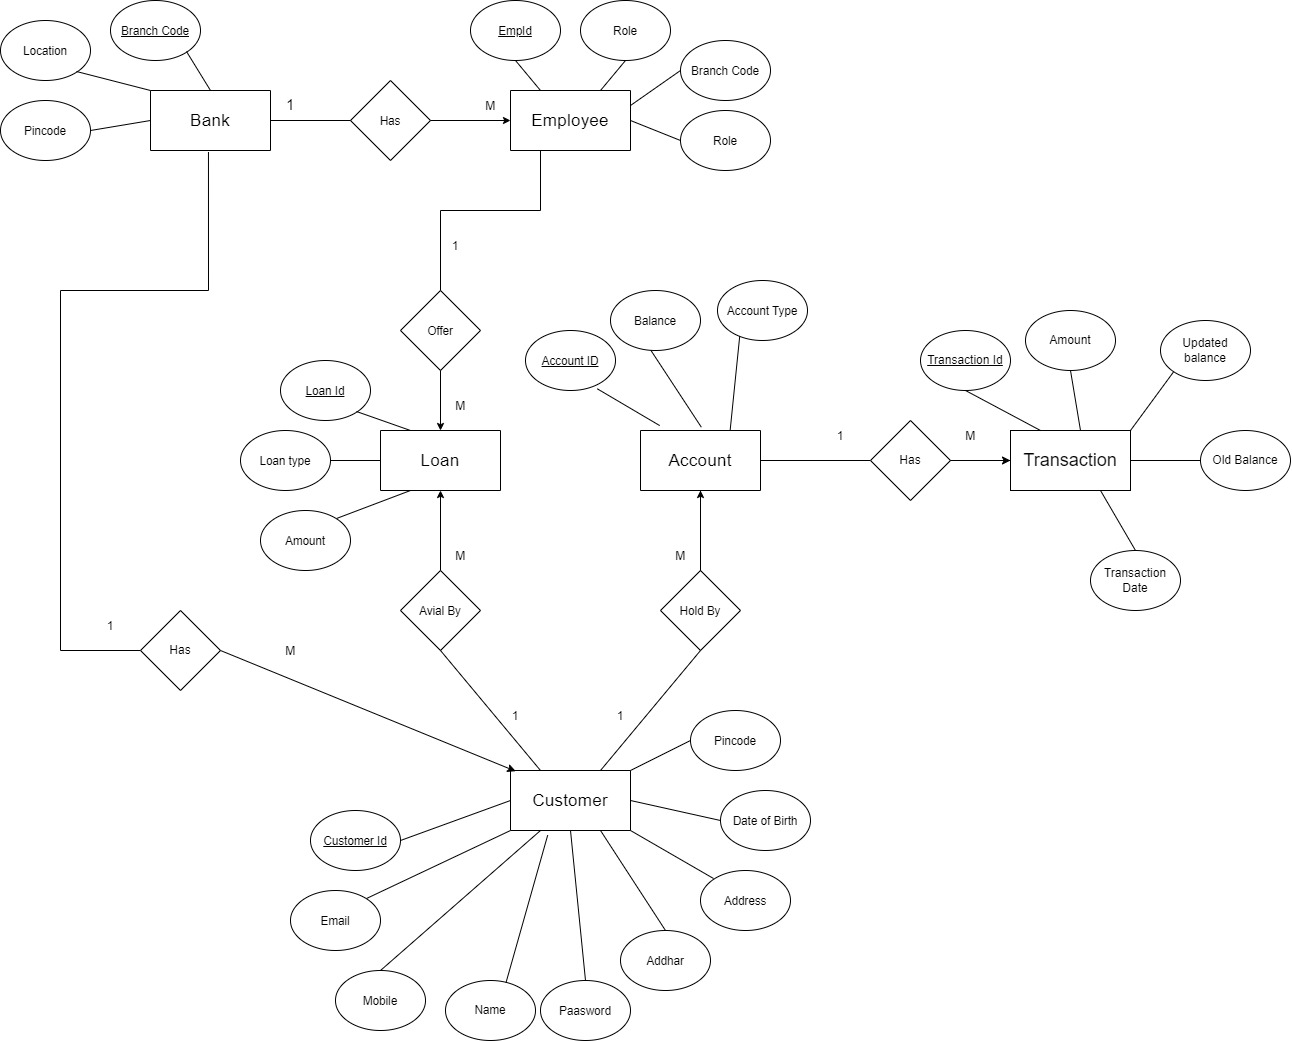 Branch Code
EmpId
Role
Location
Branch Code
1
M
Bank
Has
Employee
Pincode
Role
1
Offer
Account Type
Balance
Amount
Updated
balance
Account ID
Transaction Id
Loan Id
M
1
M
Loan type
Loan
Account
Has
Transaction
Old Balance
Amount
M
M
Transaction
Date
Avial By
Hold By
1
Has
M
1
1
Pincode
Customer
Date of Birth
Customer Id
Address
Email
Addhar
Mobile
Name
Paasword